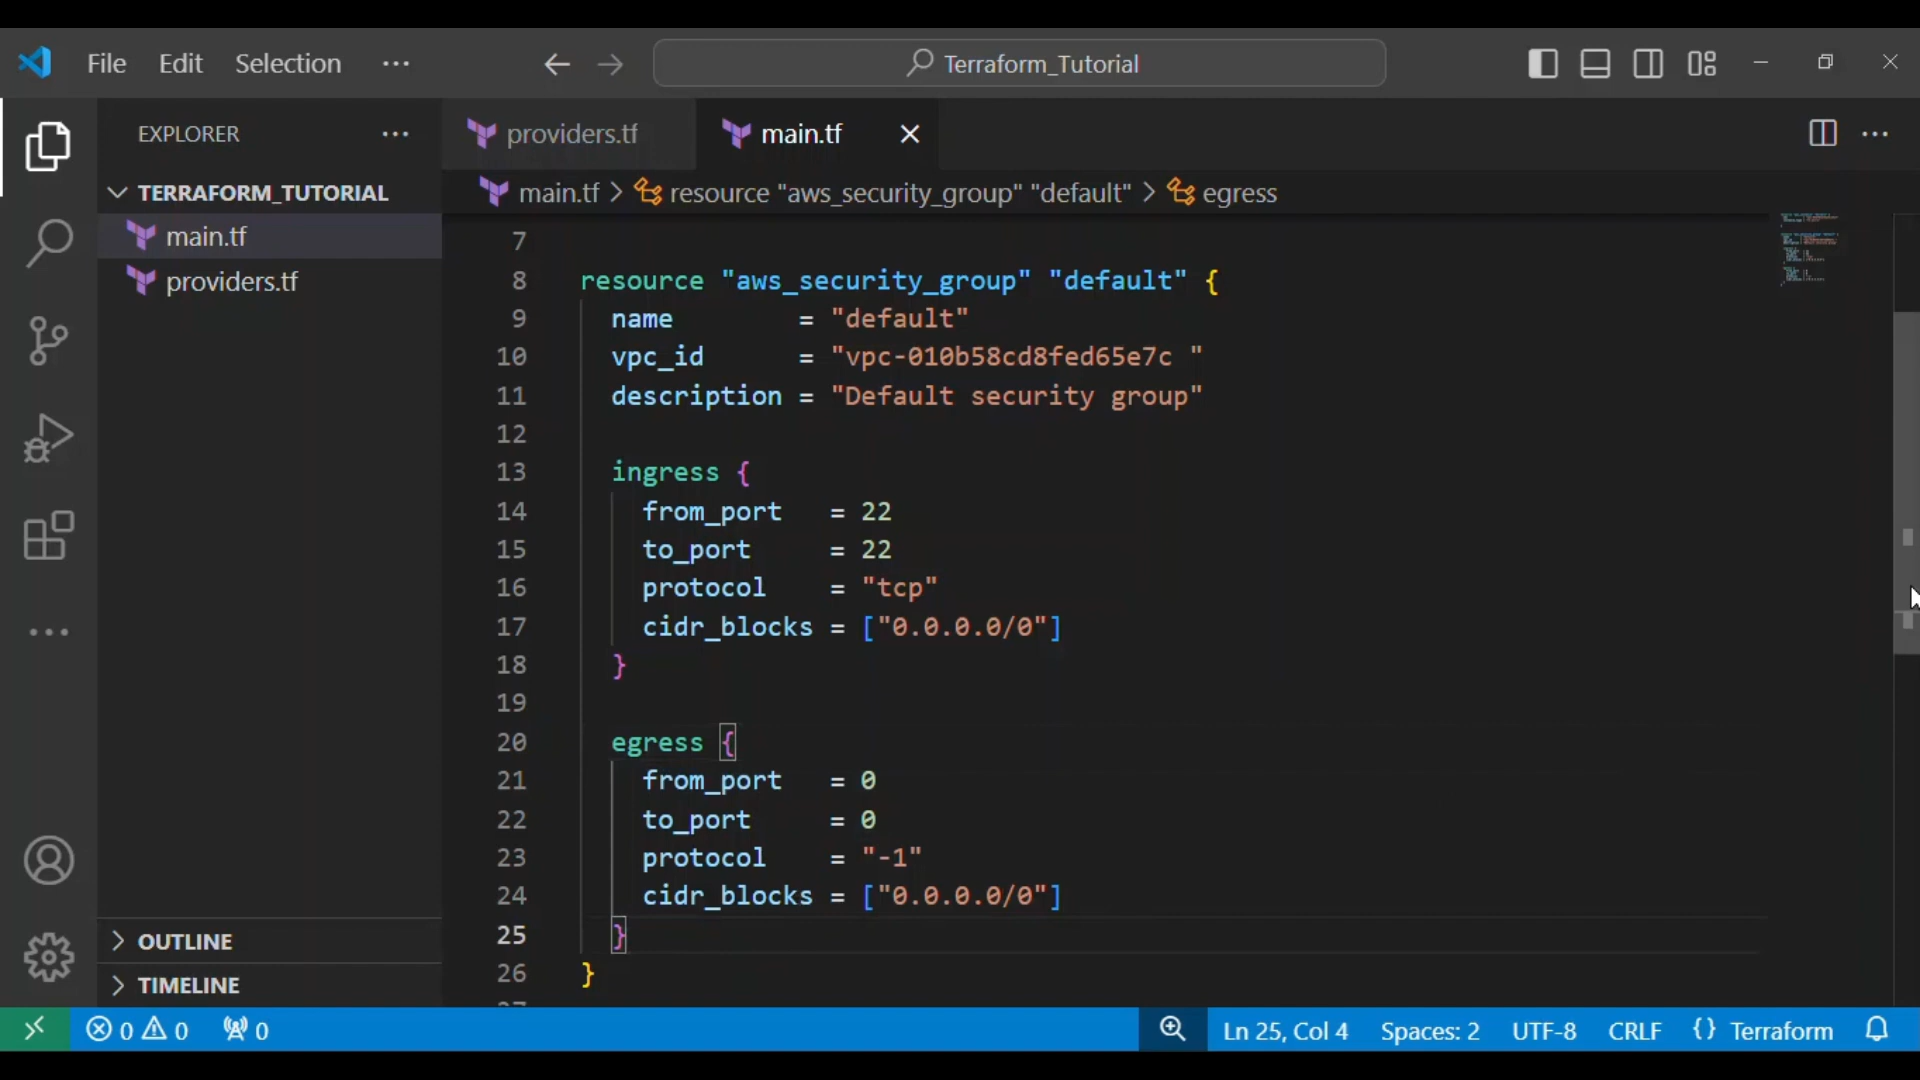 File Edit Selection ···
Terraform_Tutorial
EXPLORER ···
providers.tf
main.tf
TERRAFORM_TUTORIAL
main.tf
providers.tf
main.tf > resource "aws_security_group" "default" > egress
7
8 resource "aws_security_group" "default" {
9 name = "default"
10 vpc_id = "vpc-010b58cd8fed65e7c "
11 description = "Default security group"
12
13 ingress {
14 from_port = 22
15 to_port = 22
16 protocol = "tcp"
17 cidr_blocks = ["0.0.0.0/0"]
18 }
19
20 egress {
21 from_port = 0
22 to_port = 0
23 protocol = "-1"
24 cidr_blocks = ["0.0.0.0/0"]
25 }
26 }
OUTLINE
TIMELINE
0 0 0
Ln 25, Col 4 Spaces: 2 UTF-8 CRLF {} Terraform